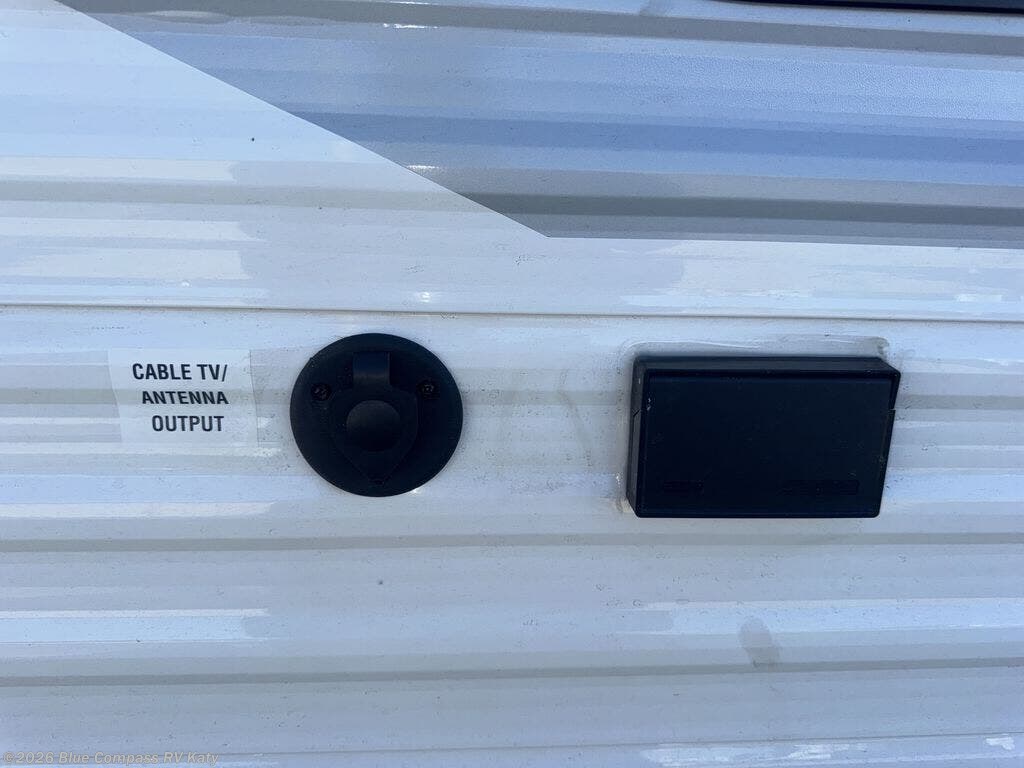 CABLE TV/
ANTENNA
OUTPUT
©2026 Blue Compass RV Katy